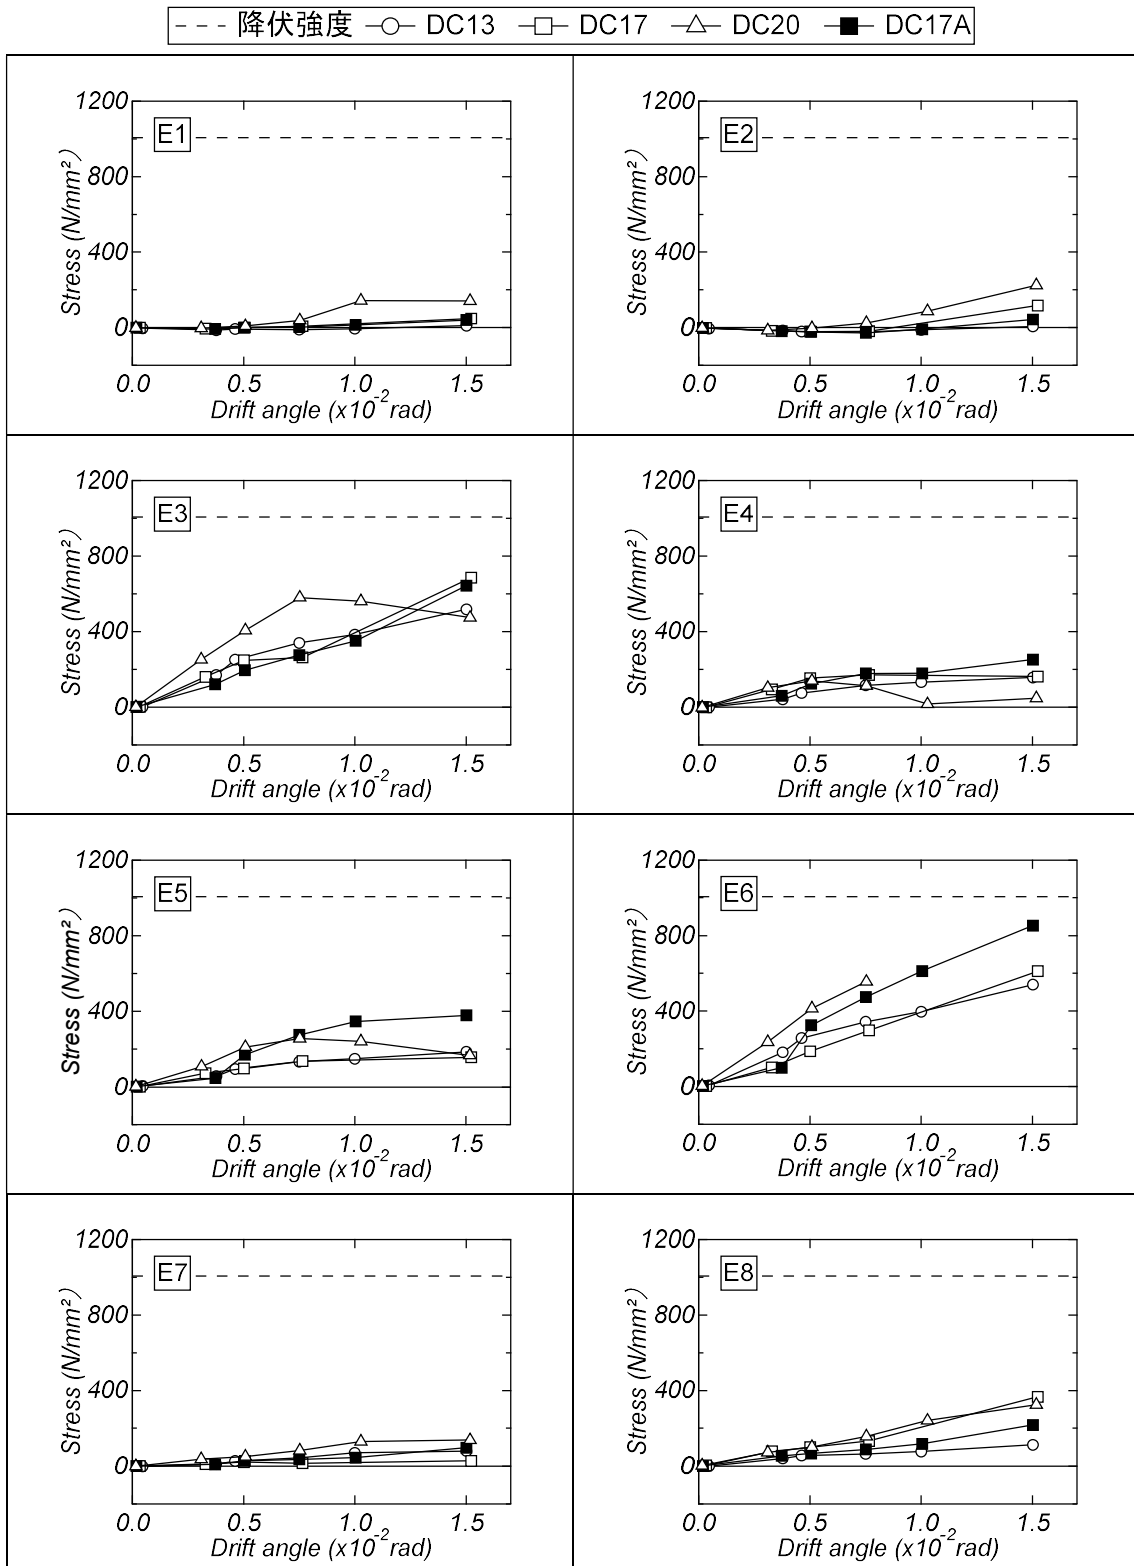 降伏強度 DC13 DC17 DC20 DC17A
1200
800
400
0
Stress (N/mm²)
E1
0.0 0.5 1.0 1.5
Drift angle (x10-2rad)
1200
800
400
0
Stress (N/mm²)
E2
0.0 0.5 1.0 1.5
Drift angle (x10-2rad)
1200
800
400
0
Stress (N/mm²)
E3
0.0 0.5 1.0 1.5
Drift angle (x10-2rad)
1200
800
400
0
Stress (N/mm²)
E4
0.0 0.5 1.0 1.5
Drift angle (x10-2rad)
1200
800
400
0
Stress (N/mm²)
E5
0.0 0.5 1.0 1.5
Drift angle (x10-2rad)
1200
800
400
0
Stress (N/mm²)
E6
0.0 0.5 1.0 1.5
Drift angle (x10-2rad)
1200
800
400
0
Stress (N/mm²)
E7
0.0 0.5 1.0 1.5
Drift angle (x10-2rad)
1200
800
400
0
Stress (N/mm²)
E8
0.0 0.5 1.0 1.5
Drift angle (x10-2rad)